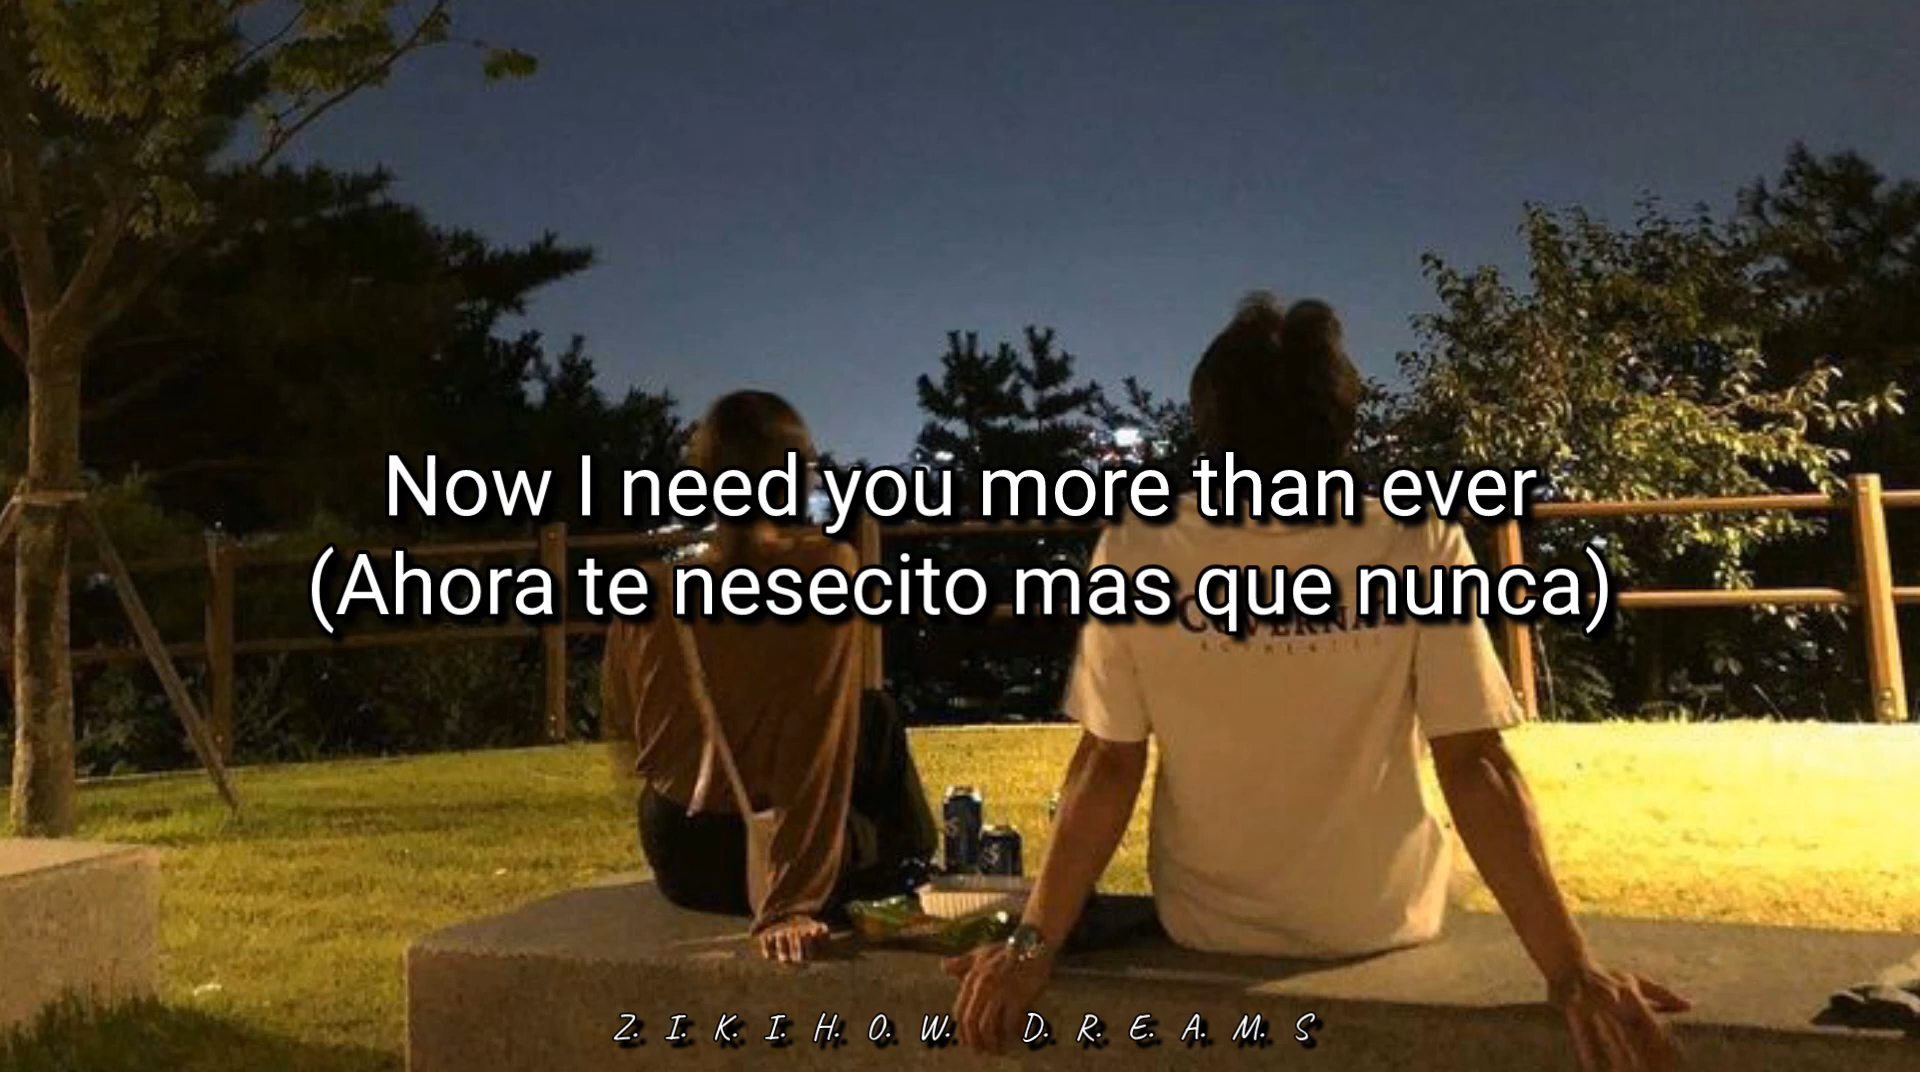 Now I need you more than ever
(Ahora te nesecito mas que nunca)
Z. I. K. I. H. O. W. D. R. E. A. M. S